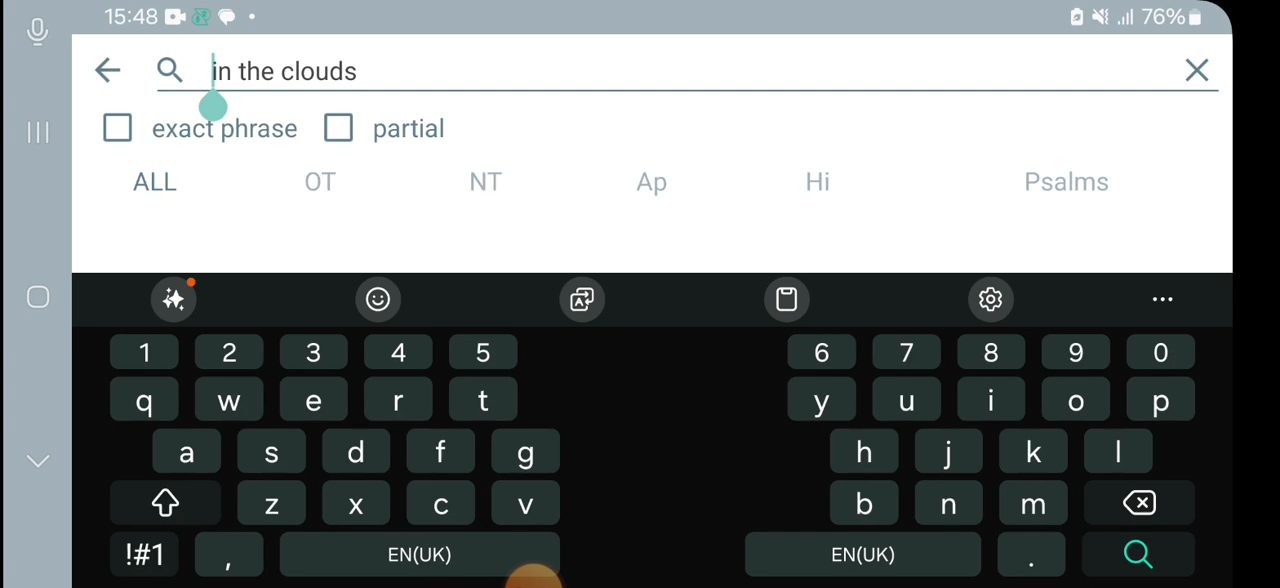 15:48 76%
in the clouds
exact phrase partial
ALL OT NT Ap Hi Psalms
1 2 3 4 5 6 7 8 9 0
q w e r t y u i o p
a s d f g h j k l
z x c v b n m
!#1 , EN(UK) EN(UK) .